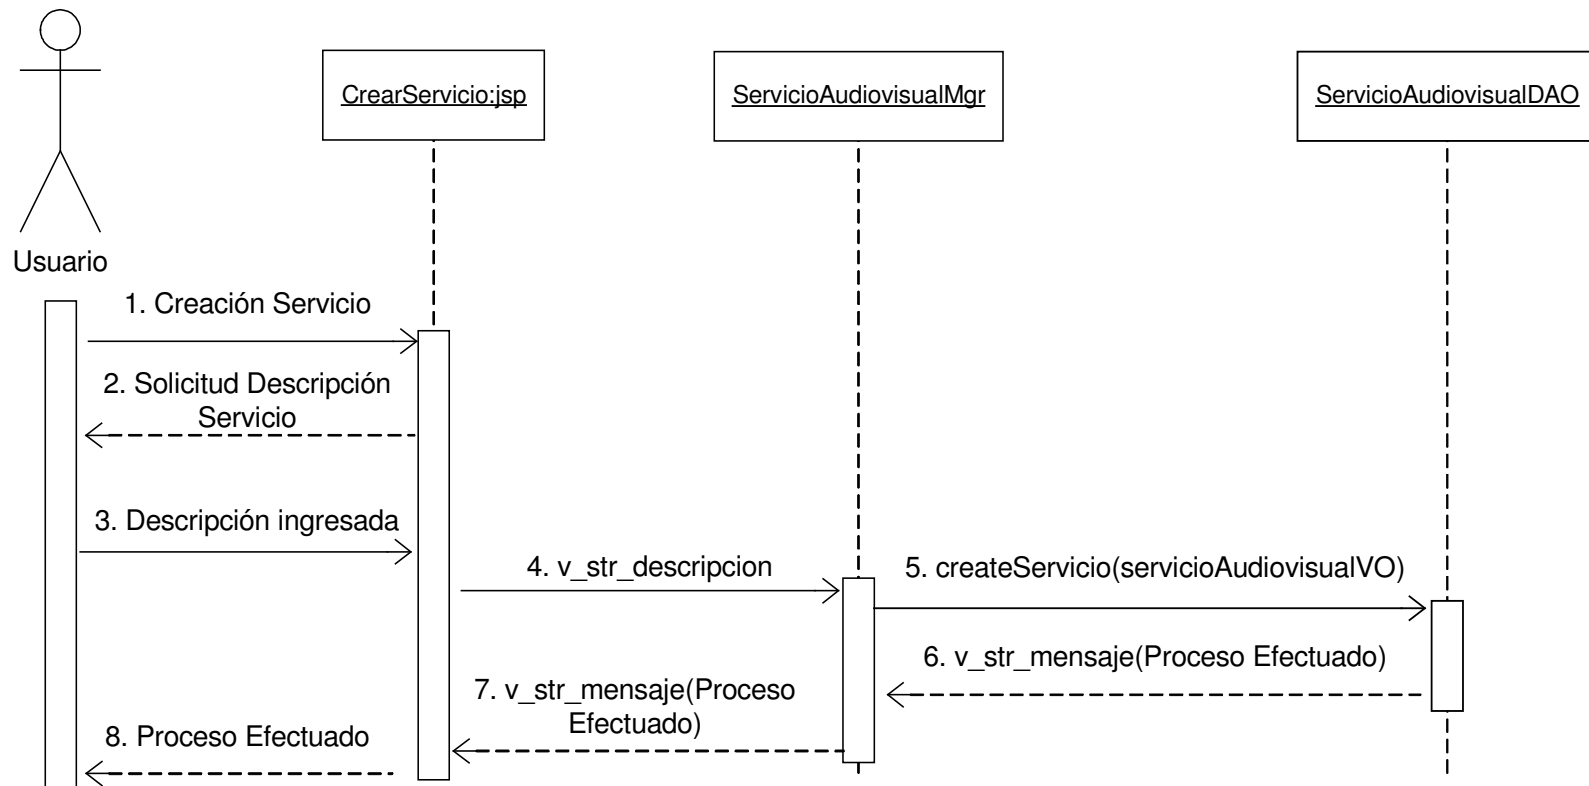 CrearServicio:jsp
ServicioAudiovisualMgr
ServicioAudiovisualDAO
Usuario
1. Creación Servicio
2. Solicitud Descripción
Servicio
3. Descripción ingresada
4. v_str_descripcion
5. createServicio(servicioAudiovisualVO)
6. v_str_mensaje(Proceso Efectuado)
7. v_str_mensaje(Proceso
Efectuado)
8. Proceso Efectuado